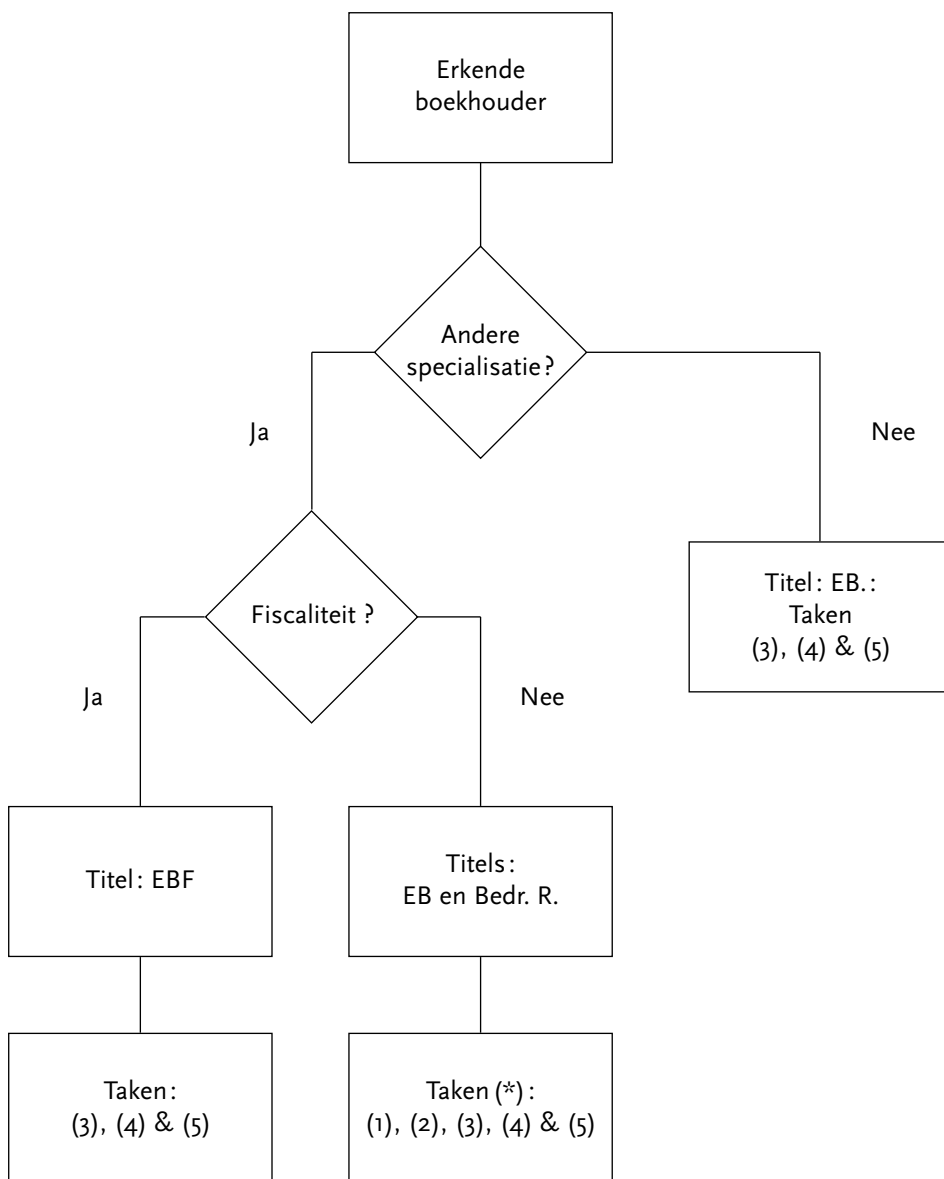 Erkende
boekhouder
Andere
specialisatie?
Ja
Nee
Fiscaliteit ?
Titel: EB.:
Taken
(3), (4) & (5)
Ja
Nee
Titel: EBF
Titels:
EB en Bedr. R.
Taken:
(3), (4) & (5)
Taken (*):
(1), (2), (3), (4) & (5)